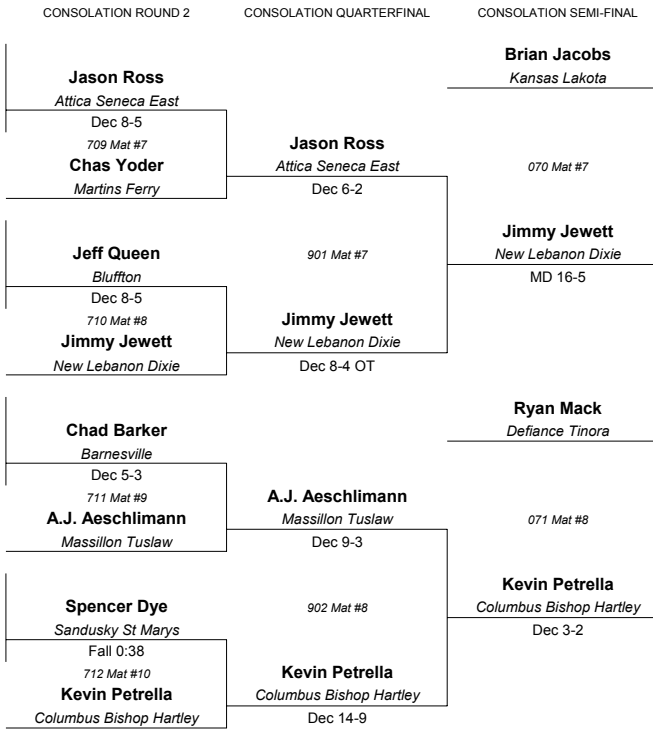 CONSOLATION ROUND 2
CONSOLATION QUARTERFINAL
CONSOLATION SEMI-FINAL
Brian Jacobs
Kansas Lakota
Jason Ross
Attica Seneca East
Dec 8-5
709 Mat #7
Chas Yoder
Martins Ferry
Jason Ross
Attica Seneca East
Dec 6-2
070 Mat #7
Jeff Queen
Bluffton
Dec 8-5
710 Mat #8
Jimmy Jewett
New Lebanon Dixie
901 Mat #7
Jimmy Jewett
New Lebanon Dixie
Dec 8-4 OT
Jimmy Jewett
New Lebanon Dixie
MD 16-5
Ryan Mack
Defiance Tinora
Chad Barker
Barnesville
Dec 5-3
711 Mat #9
A.J. Aeschlimann
Massillon Tuslaw
A.J. Aeschlimann
Massillon Tuslaw
Dec 9-3
071 Mat #8
Spencer Dye
Sandusky St Marys
Fall 0:38
712 Mat #10
Kevin Petrella
Columbus Bishop Hartley
902 Mat #8
Kevin Petrella
Columbus Bishop Hartley
Dec 14-9
Kevin Petrella
Columbus Bishop Hartley
Dec 3-2